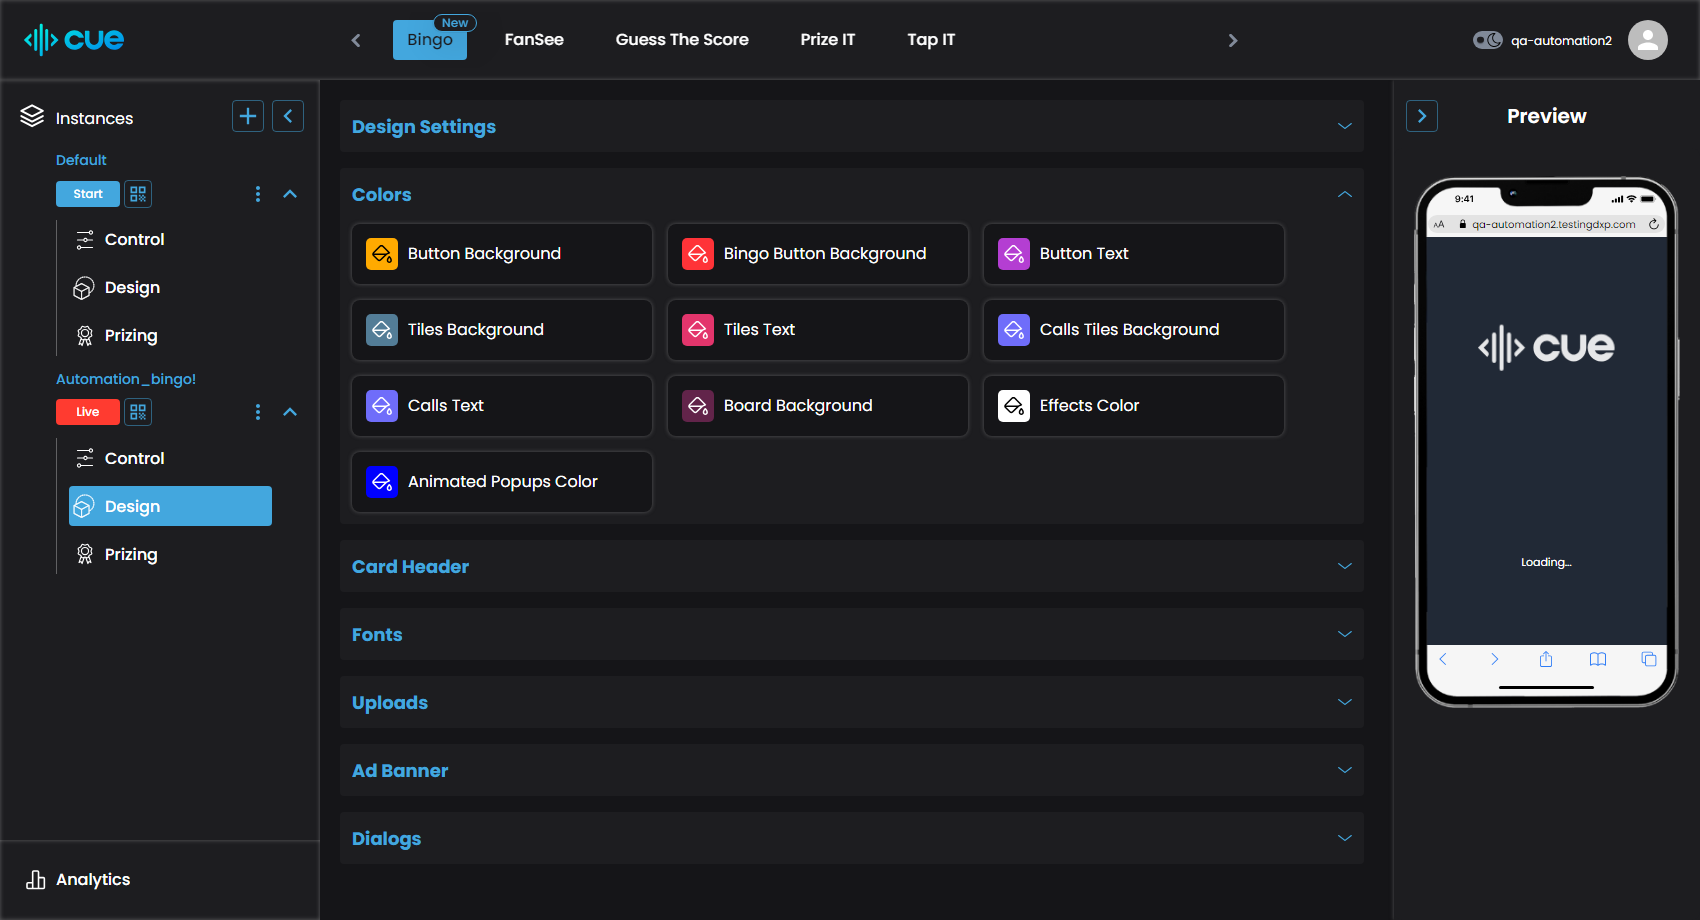 cue
Bingo
New
FanSee
Guess The Score
Prize IT
Tap IT
qa-automation2
Instances
Default
Start
Control
Design
Prizing
Automation_bingo!
Live
Control
Design
Prizing
Analytics
Design Settings
Colors
Button Background
Bingo Button Background
Button Text
Tiles Background
Tiles Text
Calls Tiles Background
Calls Text
Board Background
Effects Color
Animated Popups Color
Card Header
Fonts
Uploads
Ad Banner
Dialogs
Preview
9:41
AA qa-automation2.testingdxp.com
cue
Loading...